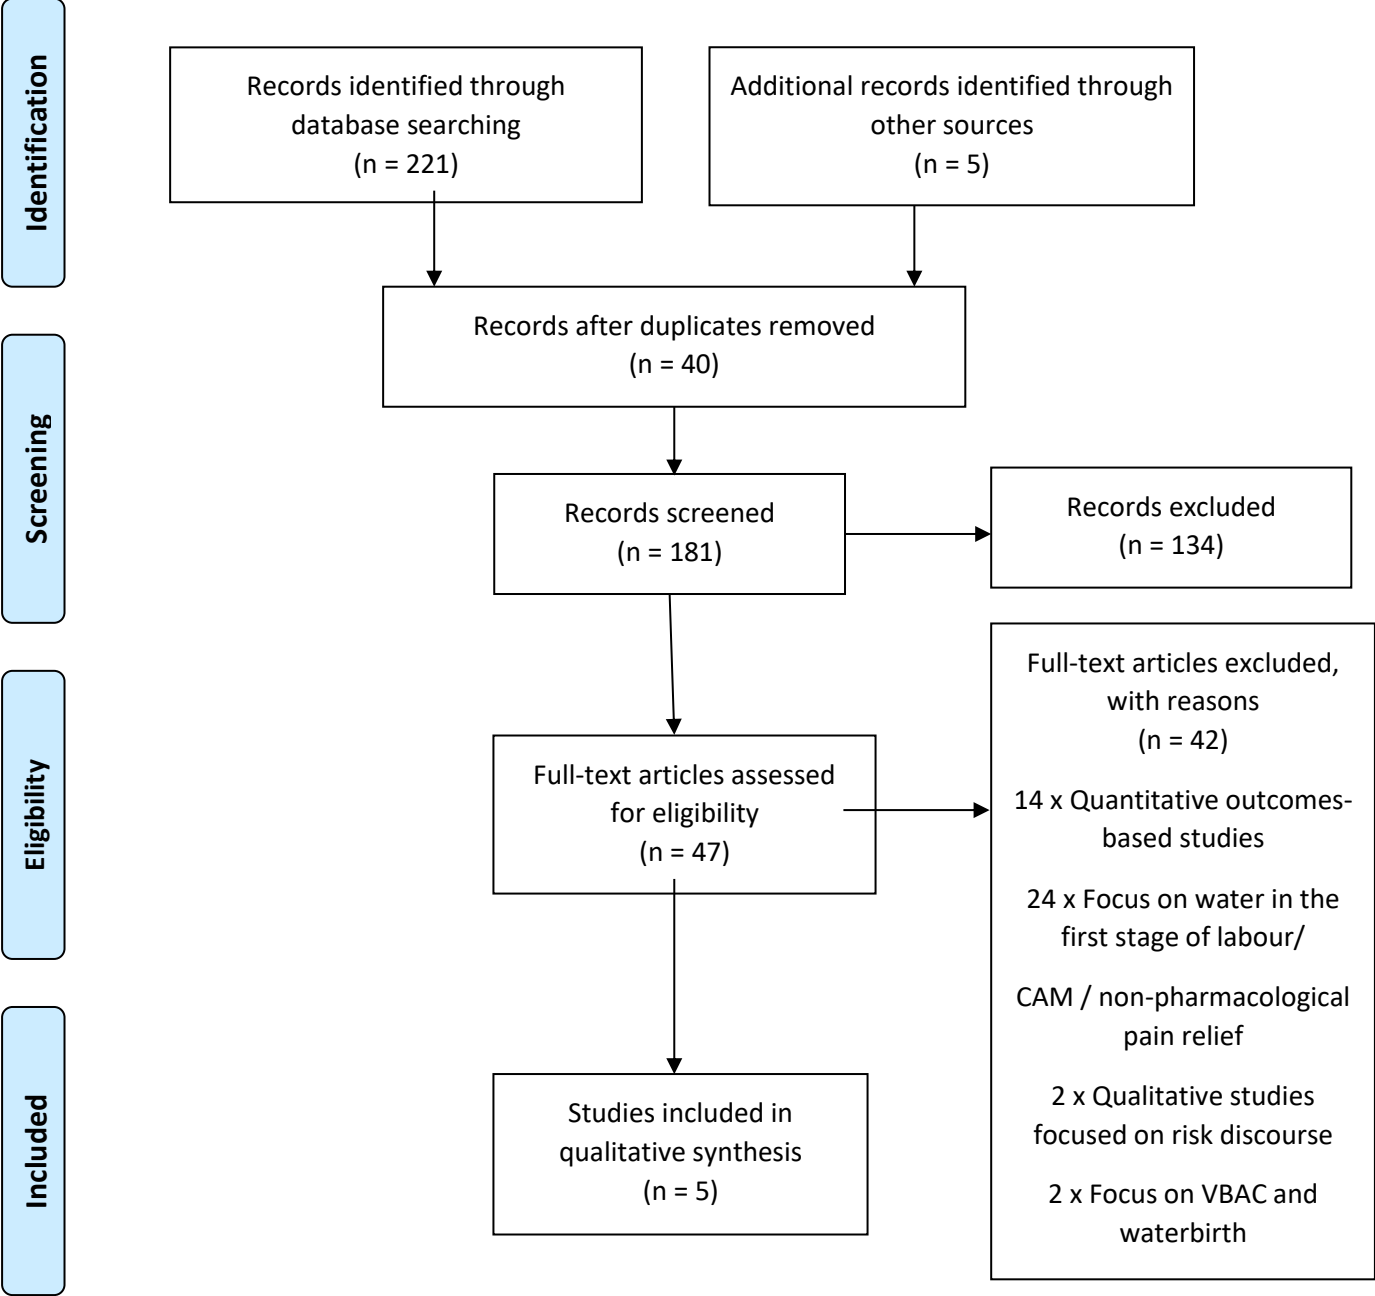 Identification
Records identified through
database searching
(n = 221)
Additional records identified through
other sources
(n = 5)
Records after duplicates removed
(n = 40)
Screening
Records screened
(n = 181)
Records excluded
(n = 134)
Eligibility
Full-text articles assessed
for eligibility
(n = 47)
Full-text articles excluded,
with reasons
(n = 42)
14 x Quantitative outcomes-
based studies
24 x Focus on water in the
first stage of labour/
CAM / non-pharmacological
pain relief
2 x Qualitative studies
focused on risk discourse
2 x Focus on VBAC and
waterbirth
Included
Studies included in
qualitative synthesis
(n = 5)